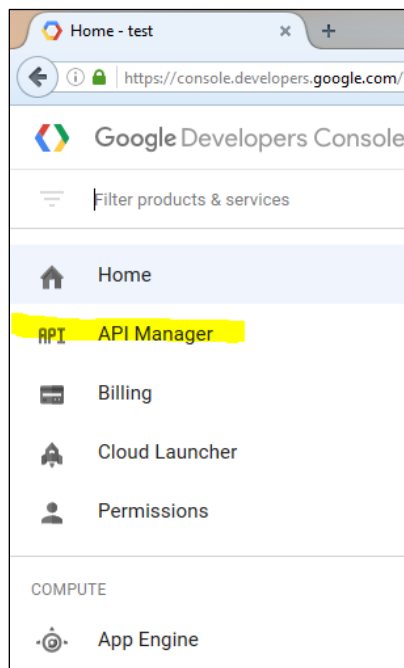 Home - test
https://console.developers.google.com/
Google Developers Console
Filter products & services
Home
API API Manager
Billing
Cloud Launcher
Permissions
COMPUTE
App Engine